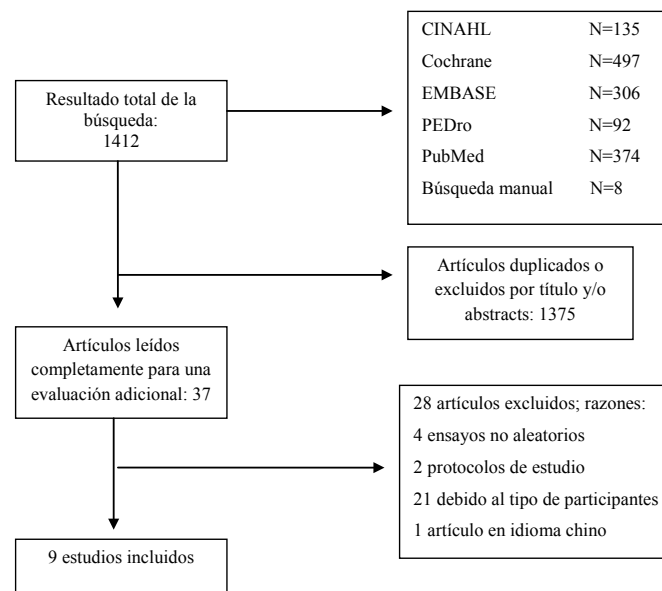 Resultado total de la
búsqueda:
1412
CINAHL N=135
Cochrane N=497
EMBASE N=306
PEDro N=92
PubMed N=374
Búsqueda manual N=8
Artículos duplicados o
excluidos por título y/o
abstracts: 1375
Artículos leídos
completamente para una
evaluación adicional: 37
28 artículos excluidos; razones:
4 ensayos no aleatorios
2 protocolos de estudio
21 debido al tipo de participantes
1 artículo en idioma chino
9 estudios incluidos